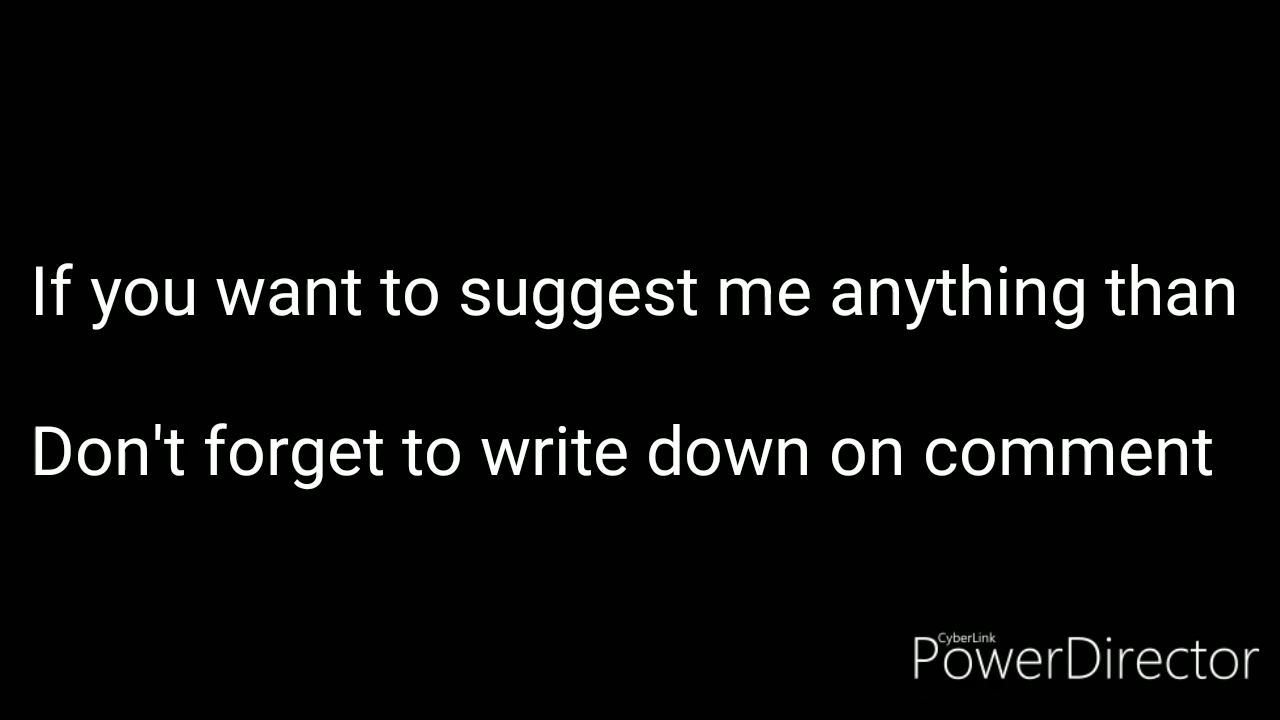 If you want to suggest me anything than
Don't forget to write down on comment
CyberLink
PowerDirector